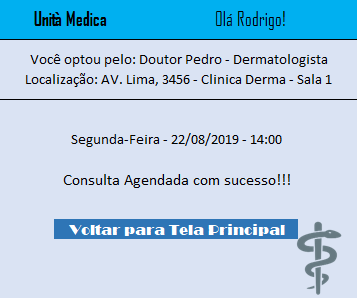 Unità Medica
Olá Rodrigo!
Você optou pelo: Doutor Pedro - Dermatologista
Localização: AV. Lima, 3456 - Clinica Derma - Sala 1
Segunda-Feira - 22/08/2019 - 14:00
Consulta Agendada com sucesso!!!
Voltar para Tela Principal